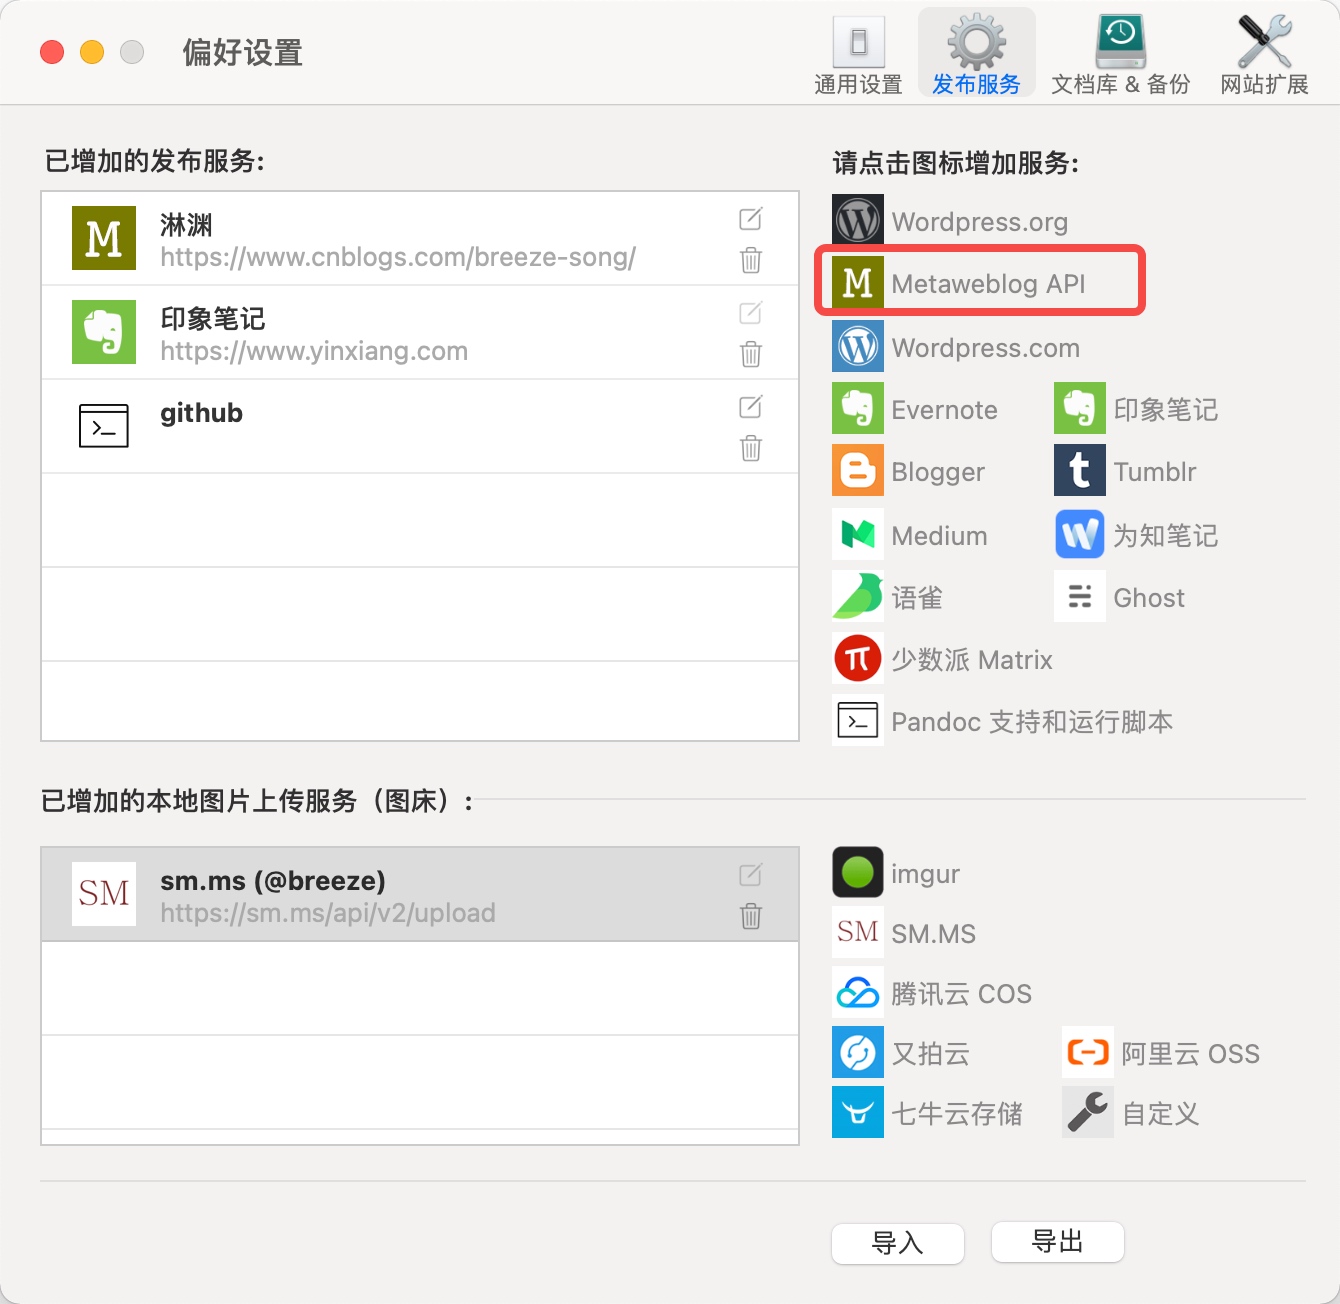 偏好设置
通用设置
发布服务
文档库 & 备份
网站扩展
已增加的发布服务:
M
淋渊
https://www.cnblogs.com/breeze-song/
印象笔记
https://www.yinxiang.com
github
请点击图标增加服务:
Wordpress.org
M Metaweblog API
Wordpress.com
Evernote
印象笔记
Blogger
t Tumblr
Medium
为知笔记
语雀
Ghost
少数派 Matrix
Pandoc 支持和运行脚本
已增加的本地图片上传服务（图床）:
SM
sm.ms (@breeze)
https://sm.ms/api/v2/upload
imgur
SM SM.MS
腾讯云 COS
又拍云
阿里云 OSS
七牛云存储
自定义
导入
导出